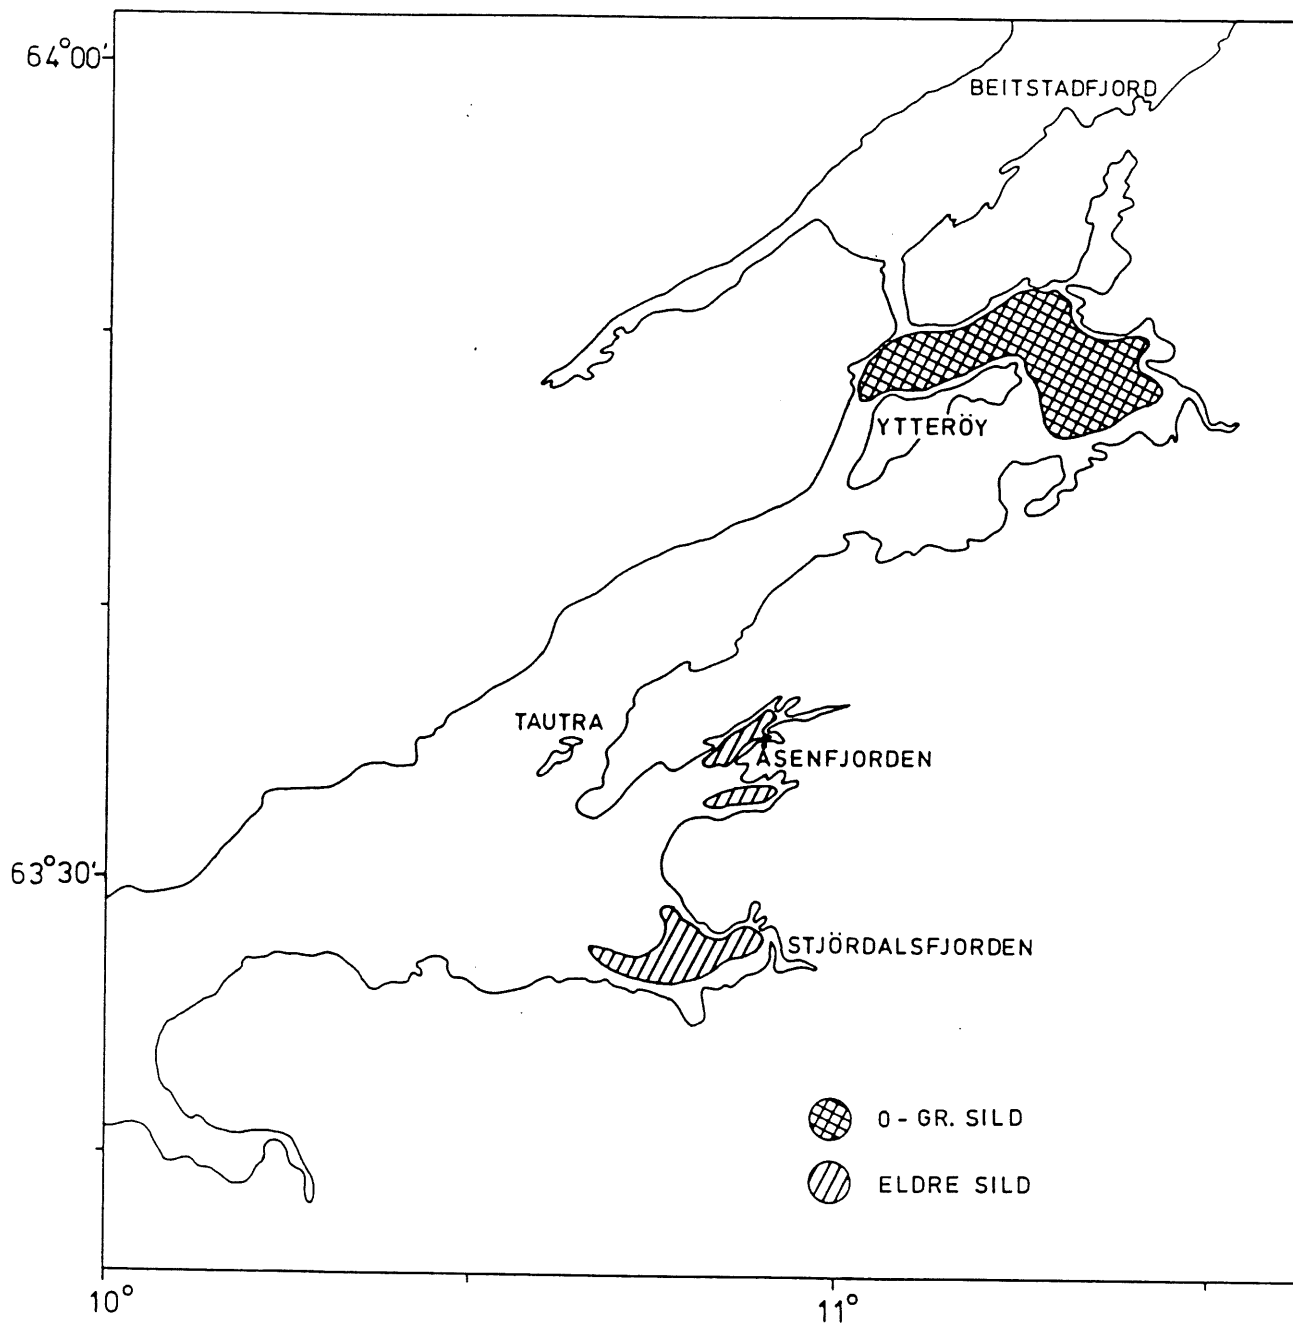 64°00'
BEITSTADFJORD
YTTERÖY
TAUTRA
ÅSENFJORDEN
63°30'
STJÖRDALSFJORDEN
0 - GR. SILD
ELDRE SILD
10°
11°